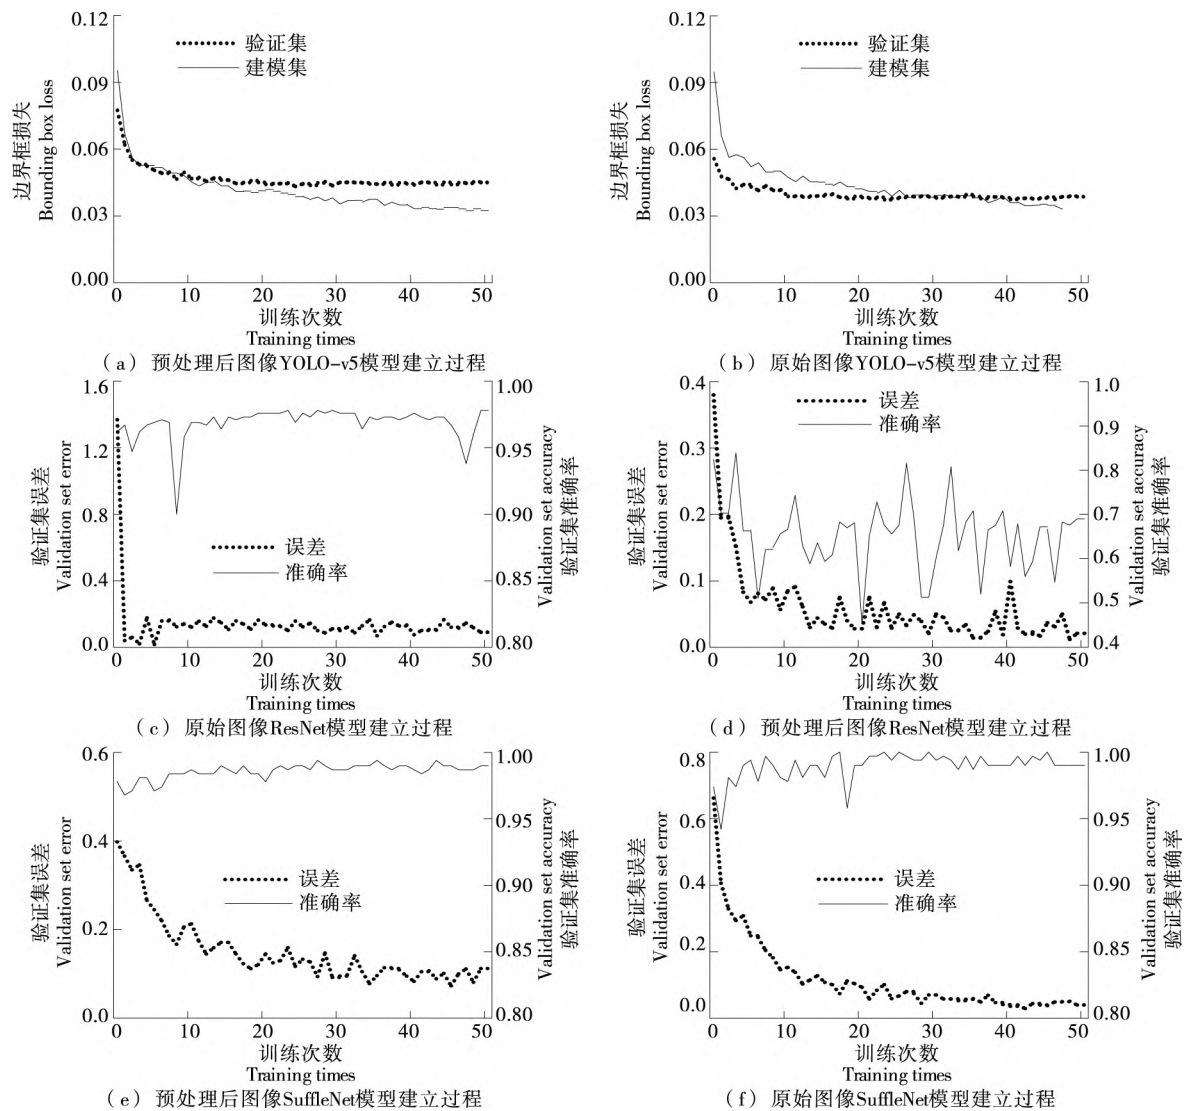 0.12
0.09
0.06
0.03
0.00
边界框损失
Bounding box loss
验证集
建模集
0 10 20 30 40 50
训练次数
Training times
（a）预处理后图像YOLO-v5模型建立过程
0.12
0.09
0.06
0.03
0.00
边界框损失
Bounding box loss
验证集
建模集
0 10 20 30 40 50
训练次数
Training times
（b）原始图像YOLO-v5模型建立过程
1.6
1.2
0.8
0.4
0.0
验证集误差
Validation set error
误差
准确率
1.00
0.95
0.90
0.85
0.80
Validation set accuracy
验证集准确率
0 10 20 30 40 50
训练次数
Training times
（c）原始图像ResNet模型建立过程
0.4
0.3
0.2
0.1
0.0
验证集误差
Validation set error
误差
准确率
1.0
0.9
0.8
0.7
0.6
0.5
0.4
Validation set accuracy
验证集准确率
0 10 20 30 40 50
训练次数
Training times
（d）预处理后图像ResNet模型建立过程
0.6
0.4
0.2
0.0
验证集误差
Validation set error
误差
准确率
1.00
0.95
0.90
0.85
0.80
Validation set accuracy
验证集准确率
0 10 20 30 40 50
训练次数
Training times
（e）预处理后图像SuffleNet模型建立过程
0.8
0.6
0.4
0.2
0.0
验证集误差
Validation set error
误差
准确率
1.00
0.95
0.90
0.85
0.80
Validation set accuracy
验证集准确率
0 10 20 30 40 50
训练次数
Training times
（f）原始图像SuffleNet模型建立过程